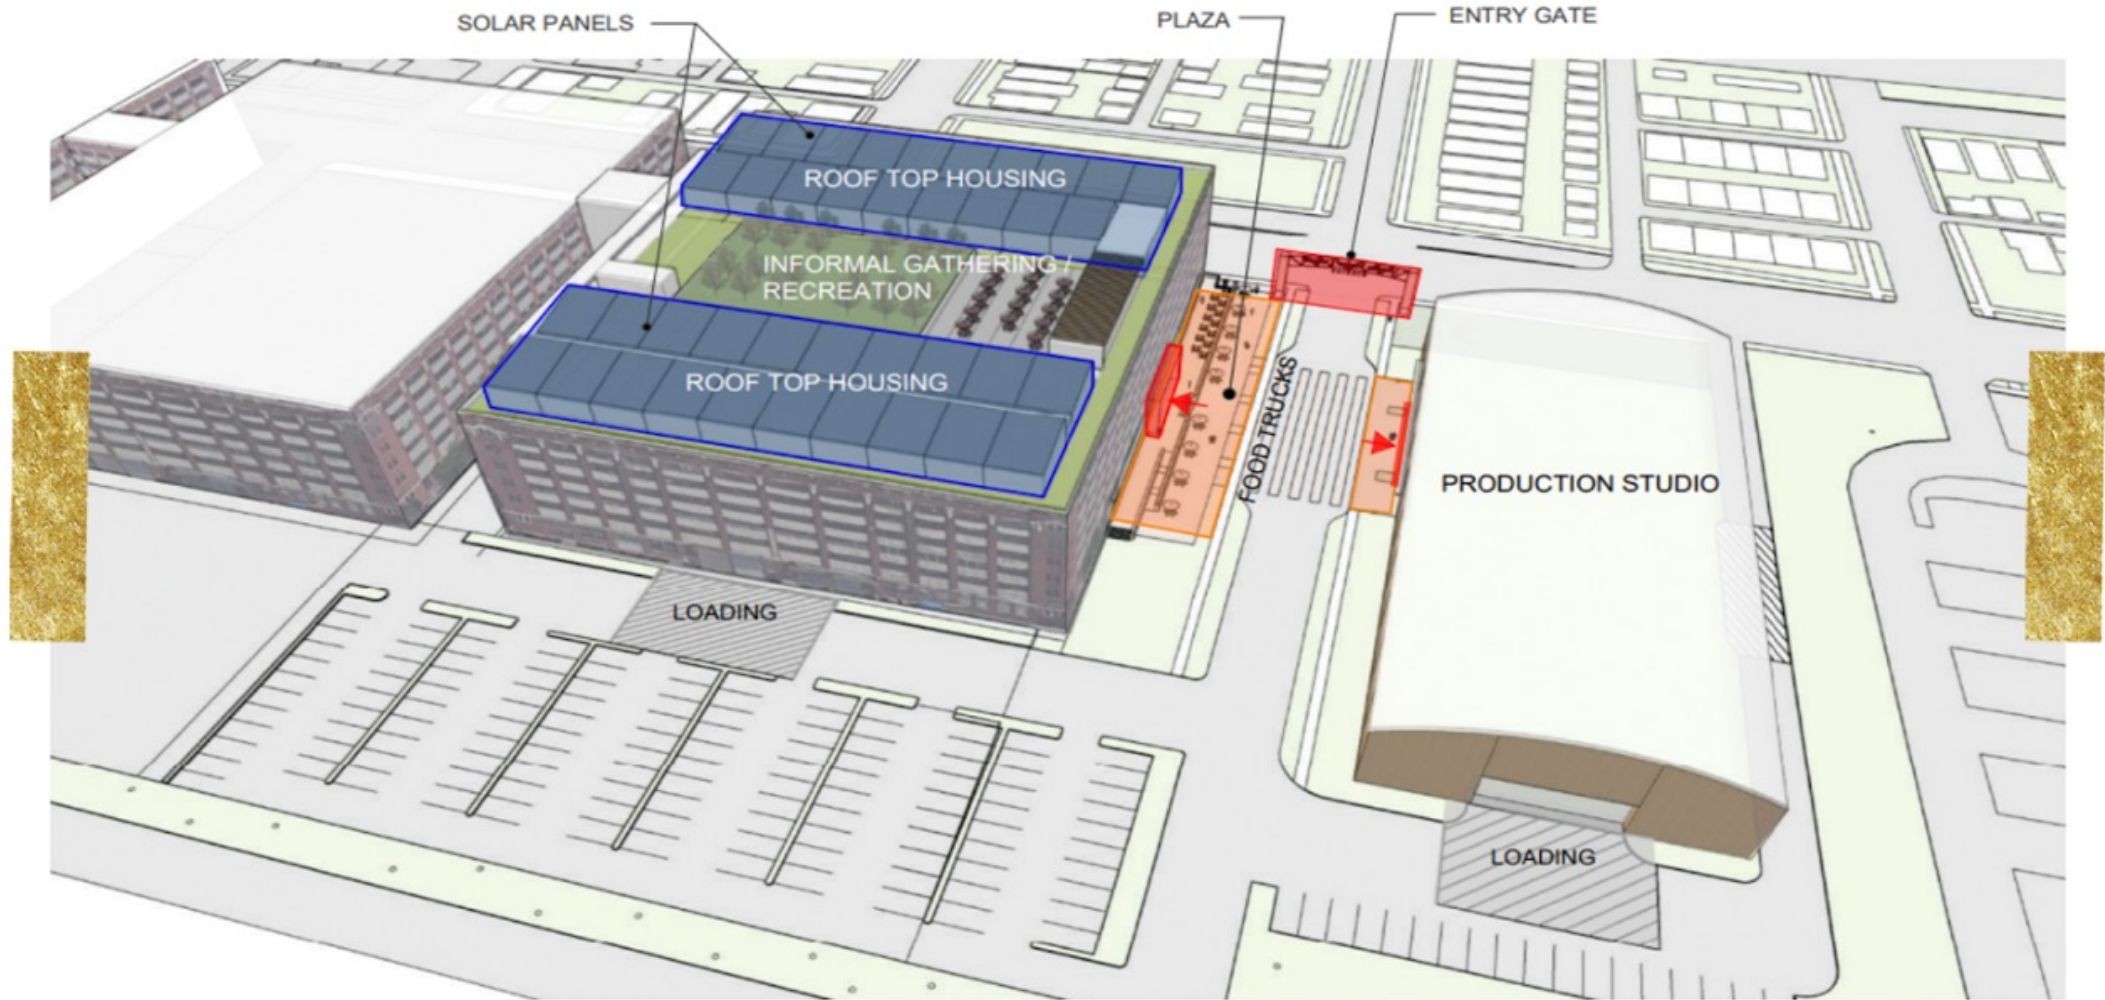 SOLAR PANELS
PLAZA
ENTRY GATE
ROOF TOP HOUSING
INFORMAL GATHERING /
RECREATION
ROOF TOP HOUSING
FOOD TRUCKS
PRODUCTION STUDIO
LOADING
LOADING